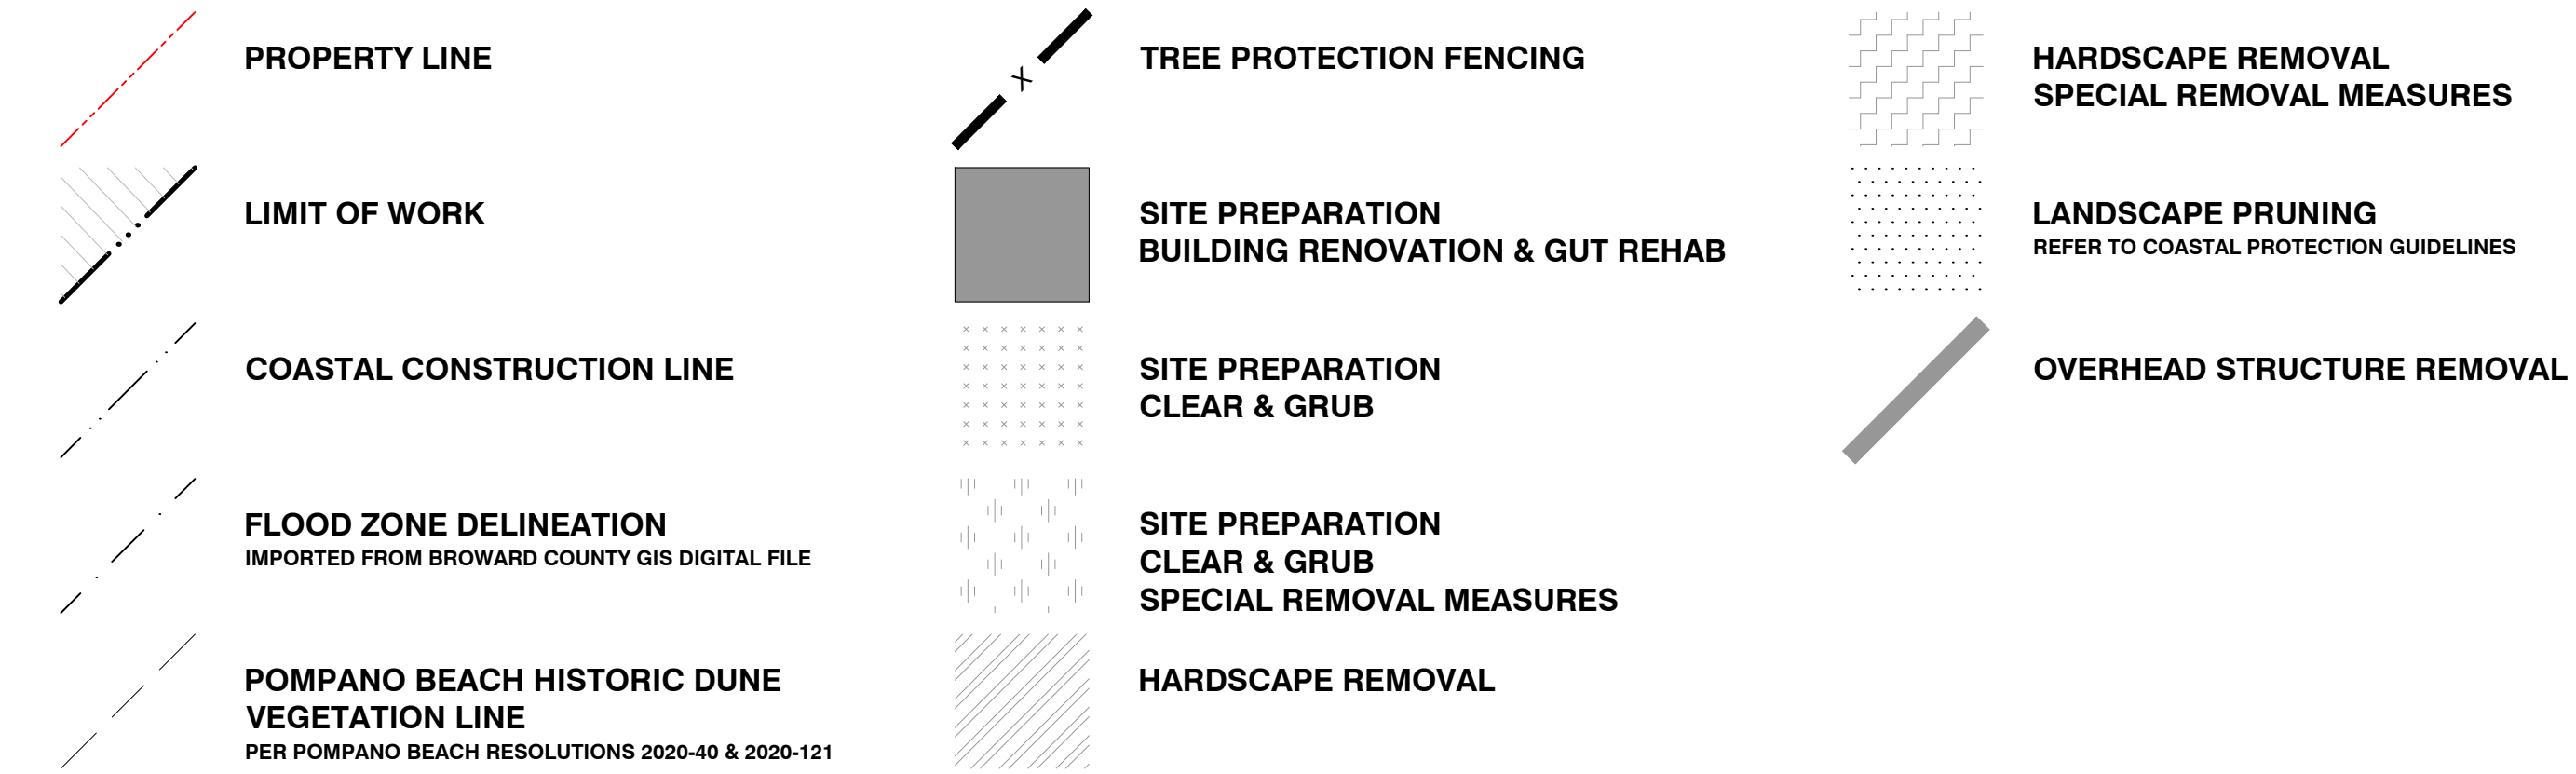 PROPERTY LINE
LIMIT OF WORK
COASTAL CONSTRUCTION LINE
FLOOD ZONE DELINEATION
IMPORTED FROM BROWARD COUNTY GIS DIGITAL FILE
POMPANO BEACH HISTORIC DUNE
VEGETATION LINE
PER POMPANO BEACH RESOLUTIONS 2020-40 & 2020-121
X
TREE PROTECTION FENCING
SITE PREPARATION
BUILDING RENOVATION & GUT REHAB
SITE PREPARATION
CLEAR & GRUB
SITE PREPARATION
CLEAR & GRUB
SPECIAL REMOVAL MEASURES
HARDSCAPE REMOVAL
HARDSCAPE REMOVAL
SPECIAL REMOVAL MEASURES
LANDSCAPE PRUNING
REFER TO COASTAL PROTECTION GUIDELINES
OVERHEAD STRUCTURE REMOVAL